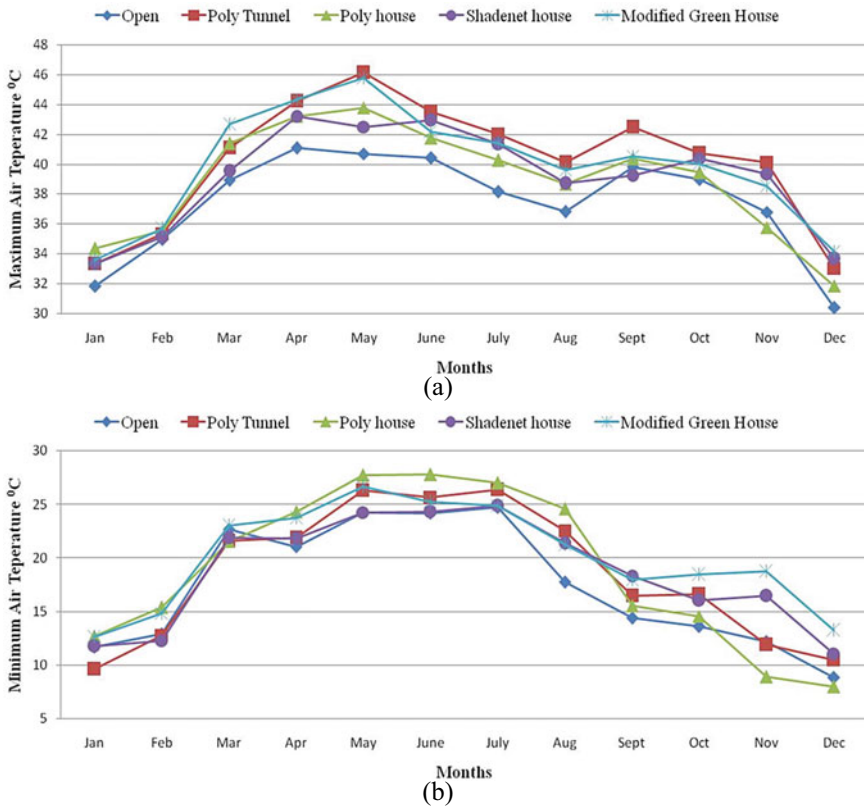 Open Poly Tunnel Poly house Shadenet house Modified Green House
Maximum Air Teperature ⁰C
48
46
44
42
40
38
36
34
32
30
Jan Feb Mar Apr May June July Aug Sept Oct Nov Dec
Months
(a)
Open Poly Tunnel Poly house Shadenet house Modified Green House
Minimum Air Teperature ⁰C
30
25
20
15
10
5
Jan Feb Mar Apr May June July Aug Sept Oct Nov Dec
Months
(b)